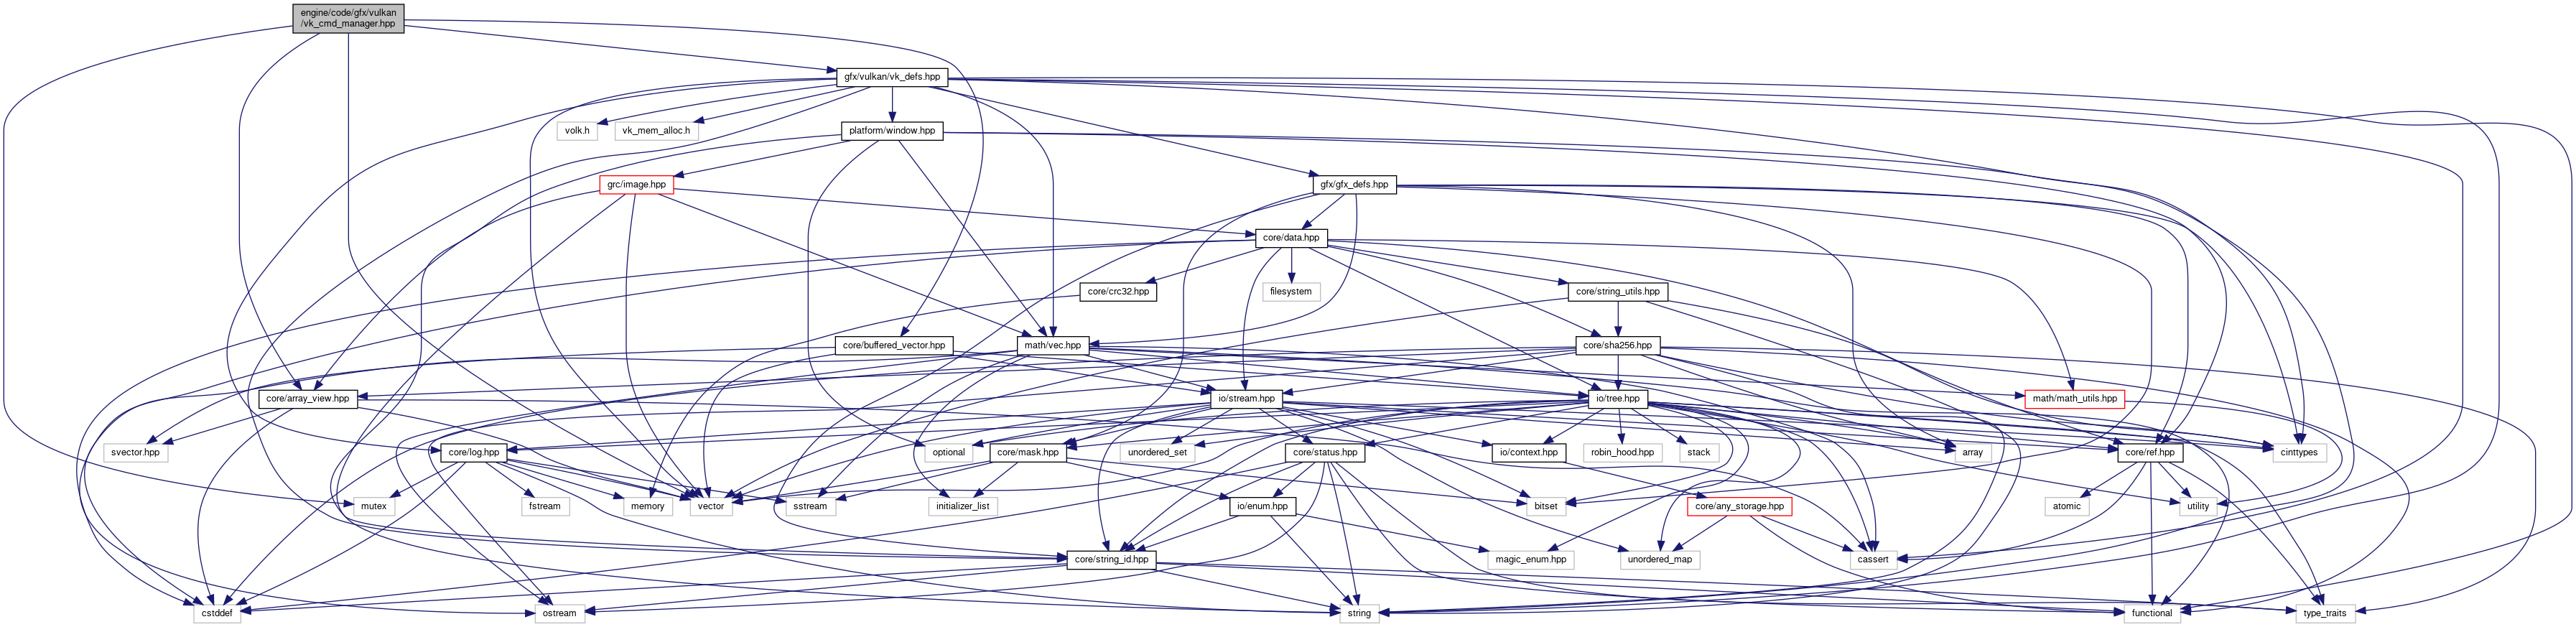 engine/code/gfx/vulkan
/vk_cmd_manager.hpp
gfx/vulkan/vk_defs.hpp
volk.h
vk_mem_alloc.h
platform/window.hpp
grc/image.hpp
gfx/gfx_defs.hpp
core/data.hpp
core/crc32.hpp
filesystem
core/string_utils.hpp
core/buffered_vector.hpp
math/vec.hpp
core/sha256.hpp
core/array_view.hpp
io/stream.hpp
io/tree.hpp
math/math_utils.hpp
svector.hpp
core/log.hpp
optional
core/mask.hpp
unordered_set
core/status.hpp
io/context.hpp
robin_hood.hpp
stack
array
core/ref.hpp
cinttypes
mutex
fstream
memory
vector
sstream
initializer_list
io/enum.hpp
bitset
core/any_storage.hpp
atomic
utility
core/string_id.hpp
magic_enum.hpp
unordered_map
cassert
cstddef
ostream
string
functional
type_traits